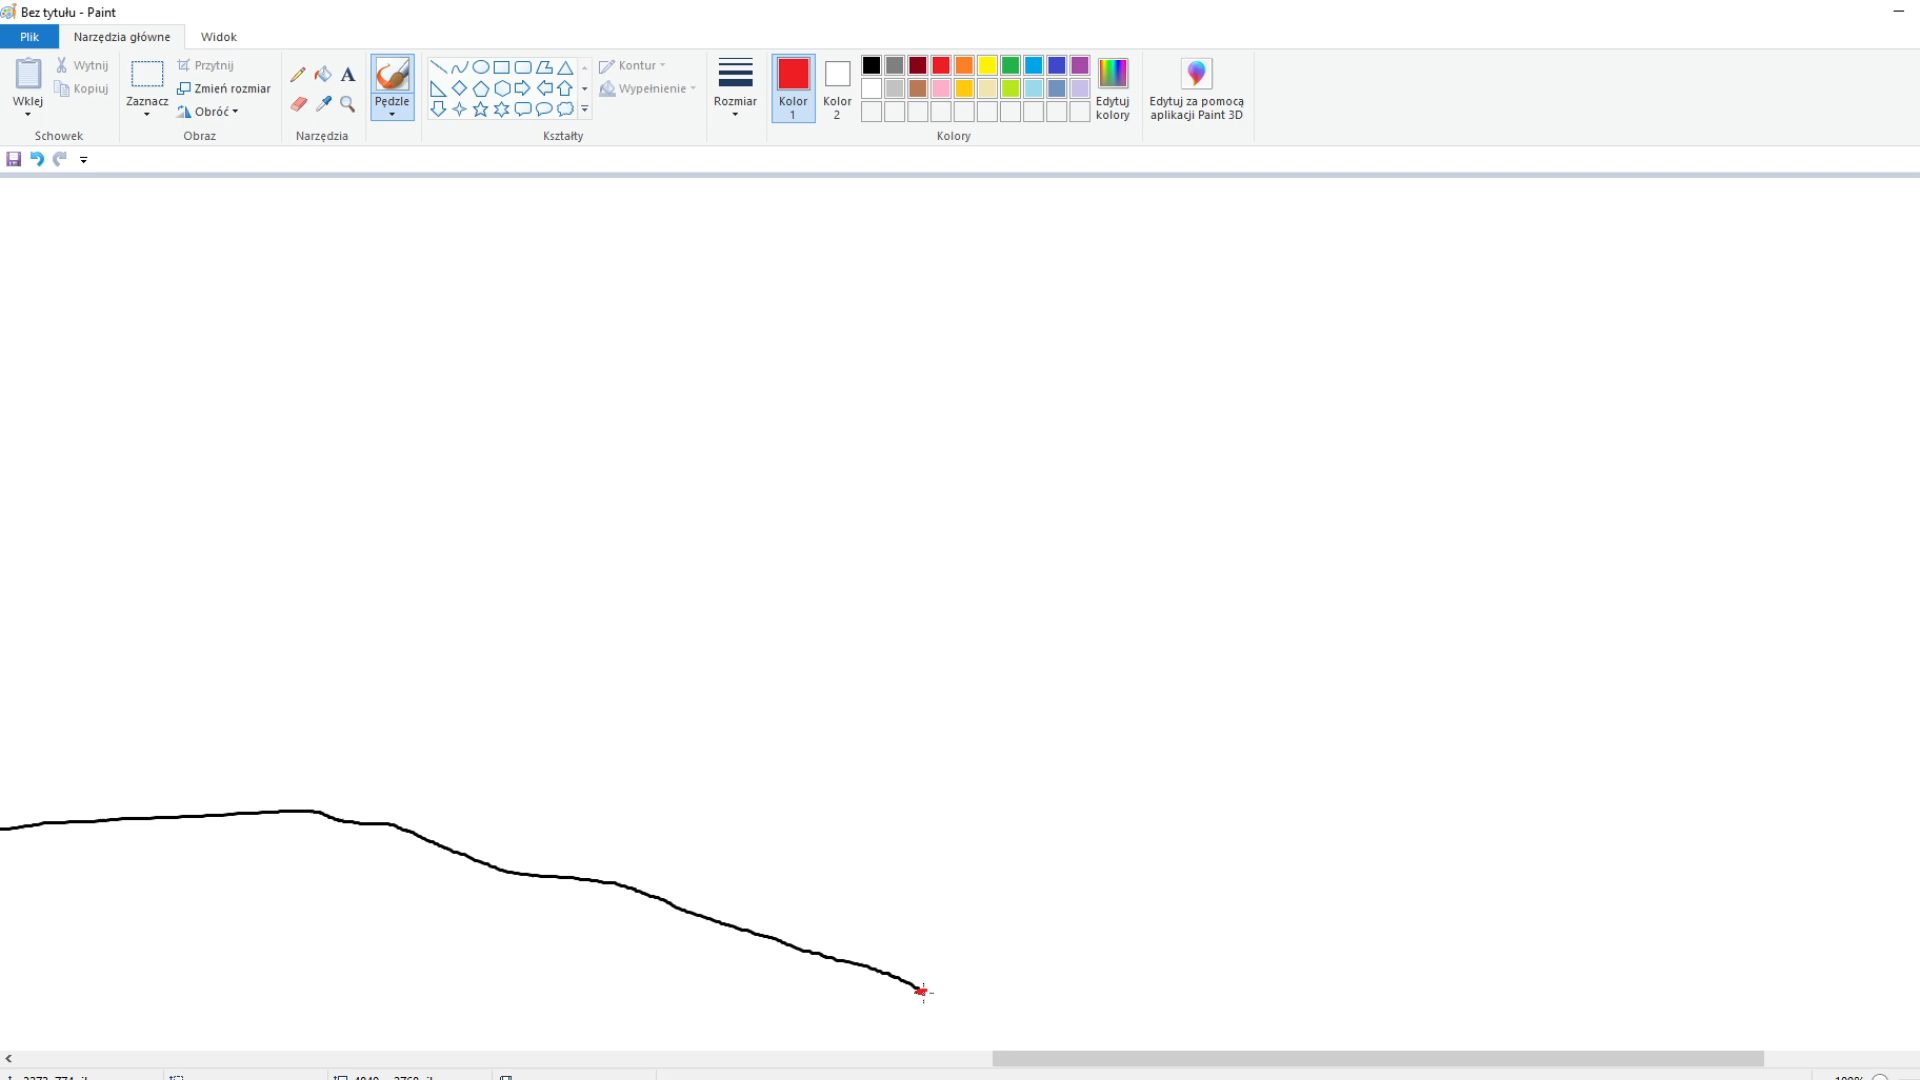 Bez tytułu - Paint
Plik Narzędzia główne Widok
Wklej
Wytnij
Kopiuj
Schowek
Zaznacz
Przytnij
Zmień rozmiar
Obróć
Obraz
A
Narzędzia
Pędzle
Kontur
Wypełnienie
Kształty
Rozmiar
Kolor
1
Kolor
2
Edytuj
kolory
Kolory
Edytuj za pomocą
aplikacji Paint 3D